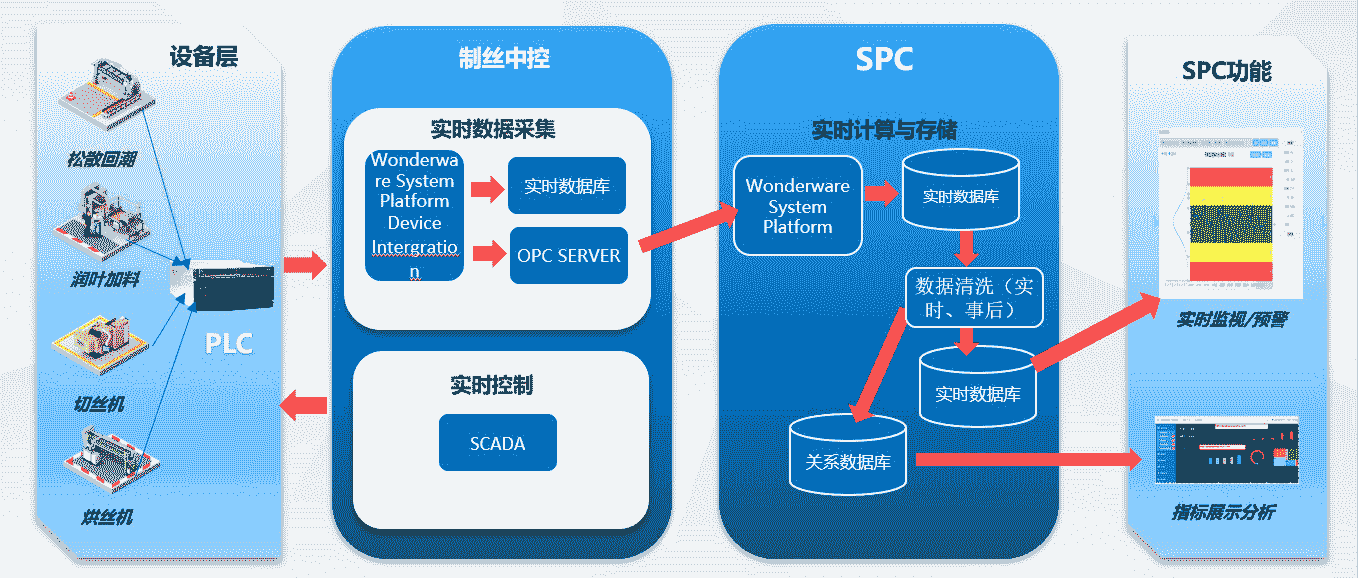 设备层
松散回潮
润叶加料
切丝机
烘丝机
PLC
制丝中控
实时数据采集
Wonderwa
re System
Platform
Device
Intergratio
n
实时数据库
OPC SERVER
实时控制
SCADA
SPC
实时计算与存储
Wonderware
System
Platform
实时数据库
数据清洗（实
时、事后）
实时数据库
关系数据库
SPC功能
实时监视/预警
指标展示分析